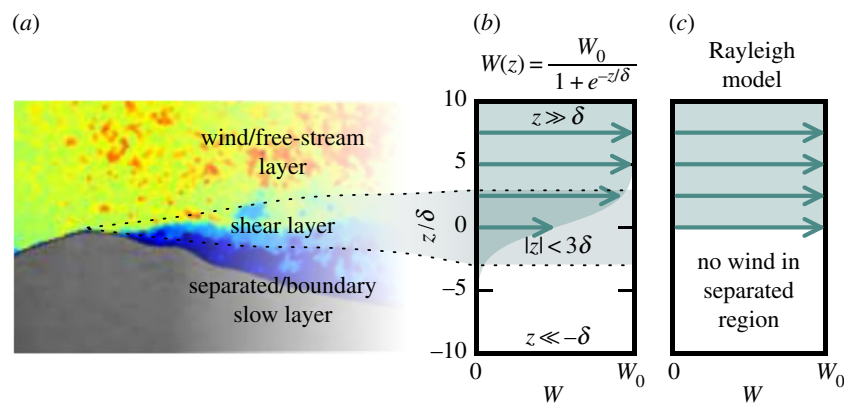 (a)
wind/free-stream
layer
shear layer
separated/boundary
slow layer
(b)
W(z) = W₀ / (1 + e^{−z/δ})
10
5
0
−5
−10
z/δ
z ≫ δ
|z| < 3δ
z ≪ −δ
0
W₀
W
(c)
Rayleigh
model
no wind in
separated
region
0
W₀
W